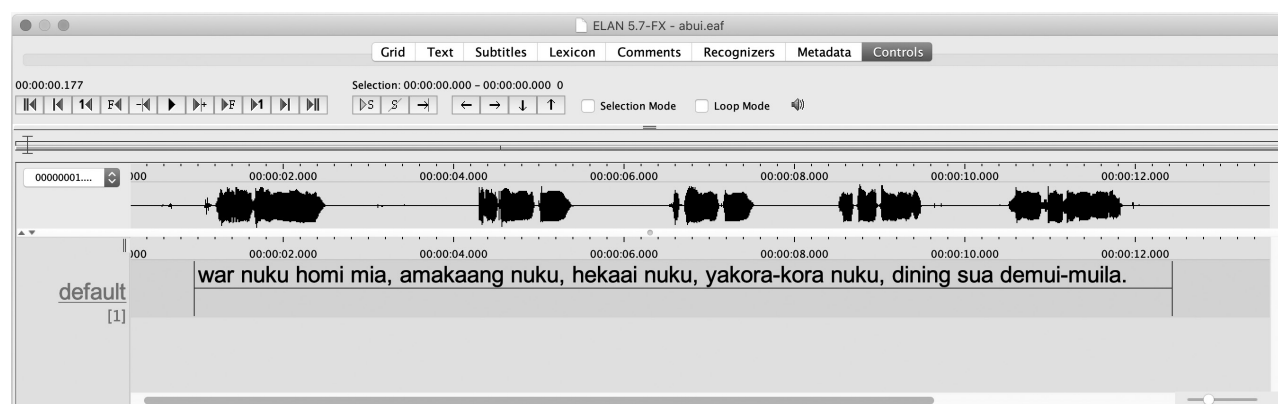 ELAN 5.7-FX - abui.eaf
Grid Text Subtitles Lexicon Comments Recognizers Metadata Controls
00:00:00.177 Selection: 00:00:00.000 - 00:00:00.000 0
1 F + F 1 S S Selection Mode Loop Mode
00000001.... 000 00:00:02.000 00:00:04.000 00:00:06.000 00:00:08.000 00:00:10.000 00:00:12.000
000 00:00:02.000 00:00:04.000 00:00:06.000 00:00:08.000 00:00:10.000 00:00:12.000
war nuku homi mia, amakaang nuku, hekaai nuku, yakora-kora nuku, dining sua demui-muila.
default
[1]